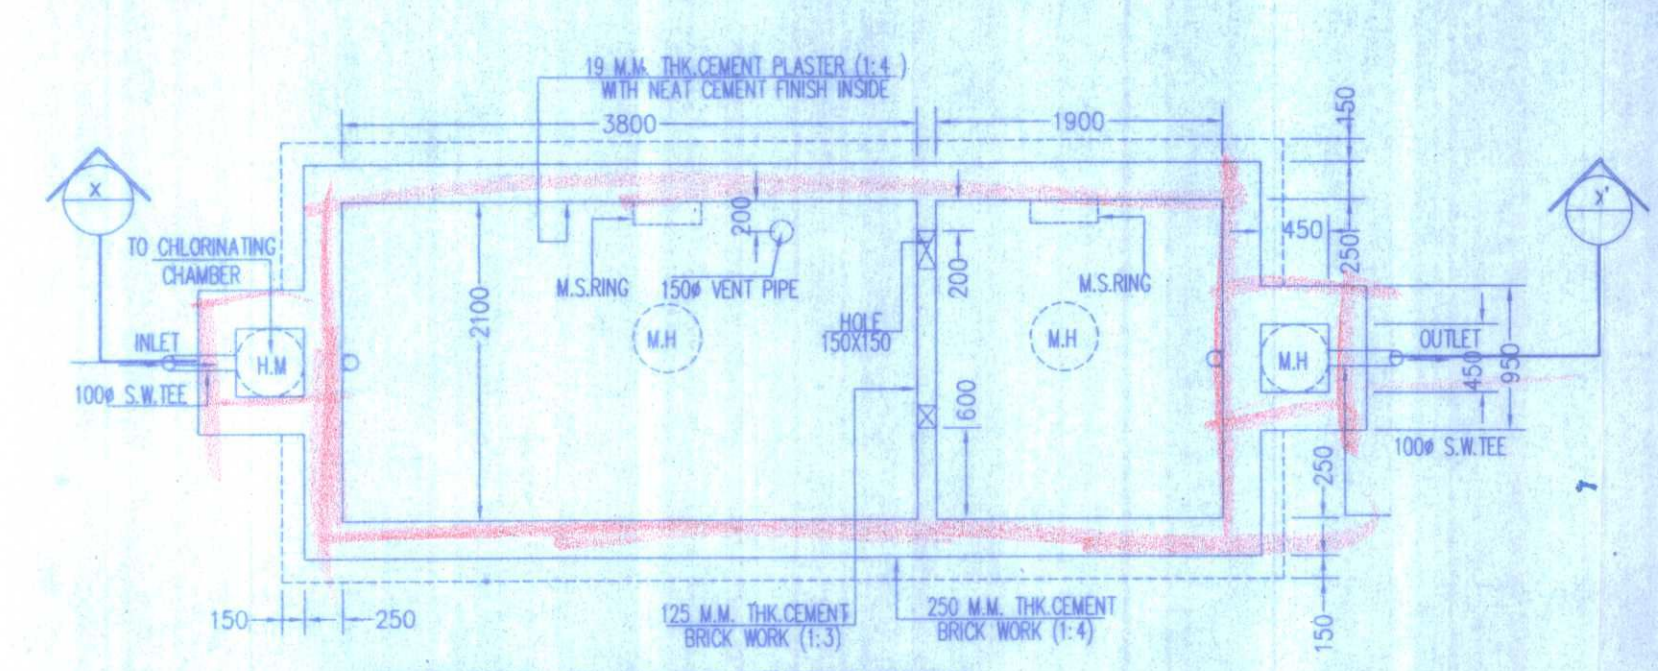 19 M.M. THK.CEMENT PLASTER (1:4 )
WITH NEAT CEMENT FINISH INSIDE
3800
1900
150
X
X'
TO CHLORINATING
CHAMBER
200
450
250
M.S.RING
150ø VENT PIPE
200
M.S.RING
2100
HOLE
150X150
M.H
M.H
INLET
H.M
M.H
OUTLET
450
950
100ø S.W.TEE
600
100ø S.W.TEE
250
150
250
125 M.M. THK.CEMENT
BRICK WORK (1:3)
250 M.M. THK.CEMENT
BRICK WORK (1:4)
150